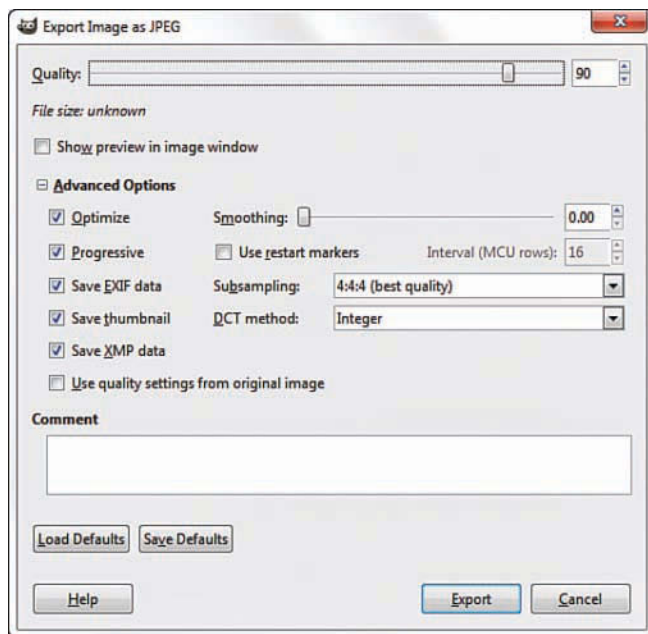 Export Image as JPEG
Quality: 90
File size: unknown
Show preview in image window
Advanced Options
Optimize Smoothing: 0.00
Progressive Use restart markers Interval (MCU rows): 16
Save EXIF data Subsampling: 4:4:4 (best quality)
Save thumbnail DCT method: Integer
Save XMP data
Use quality settings from original image
Comment
Load Defaults Save Defaults
Help Export Cancel